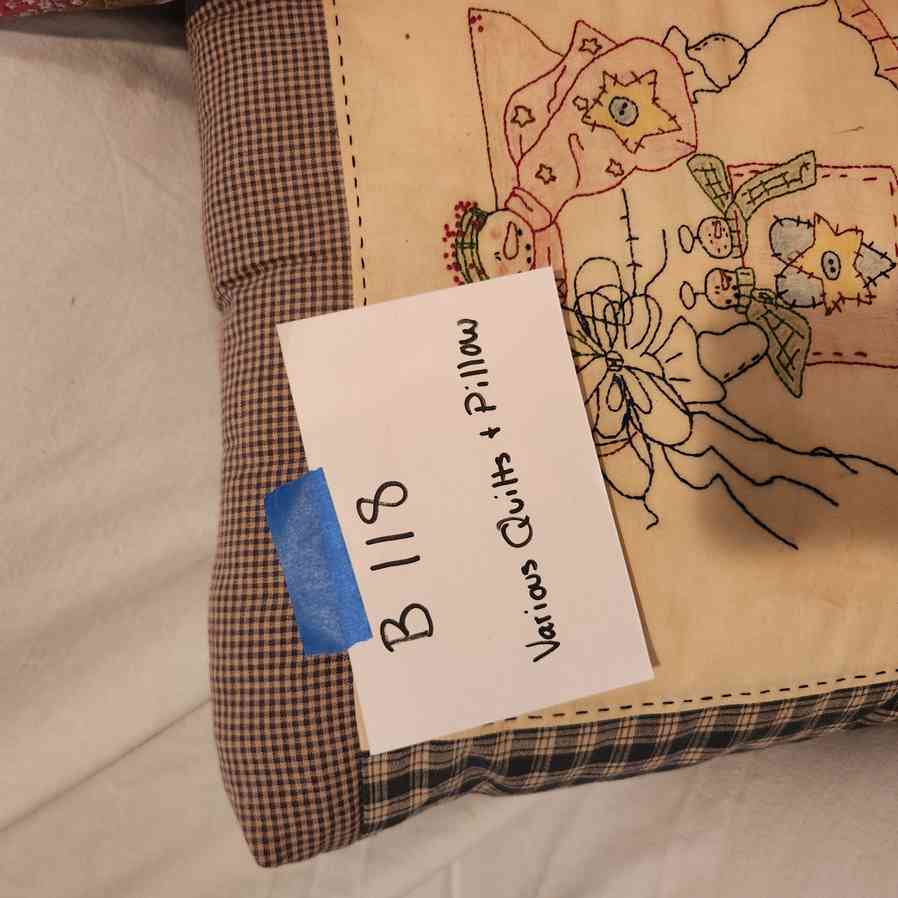 B 118
Various Quilts + Pillow